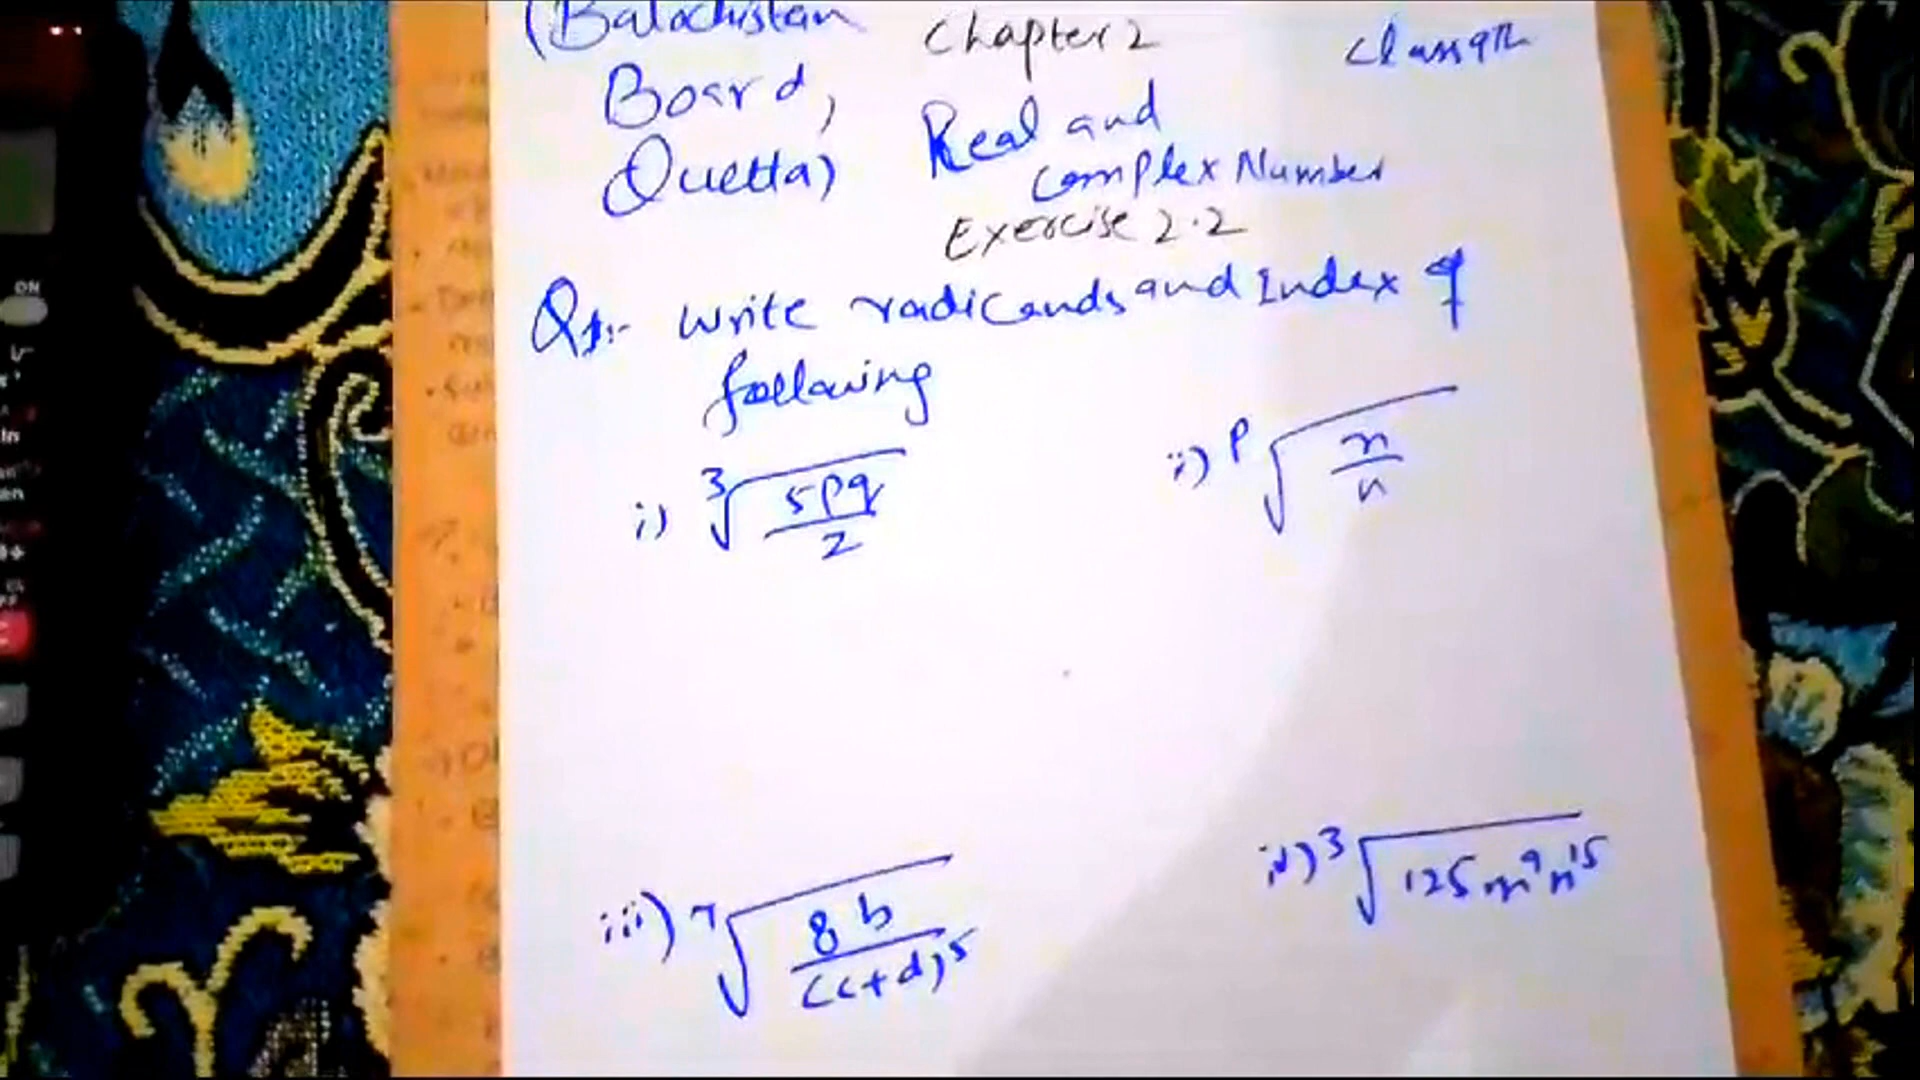 (Balochistan Chapter 2 Class 9th
Board,
Quetta) Real and
Complex Number
Exercise 2.2
Q1:- Write radicands and Index of
following
i) ∛(5pq/2) ii) ᵖ√(m/n)
iii) ⁷√(8b/(c+d)⁵) iv) ∛(125m⁹n¹⁵)
ON